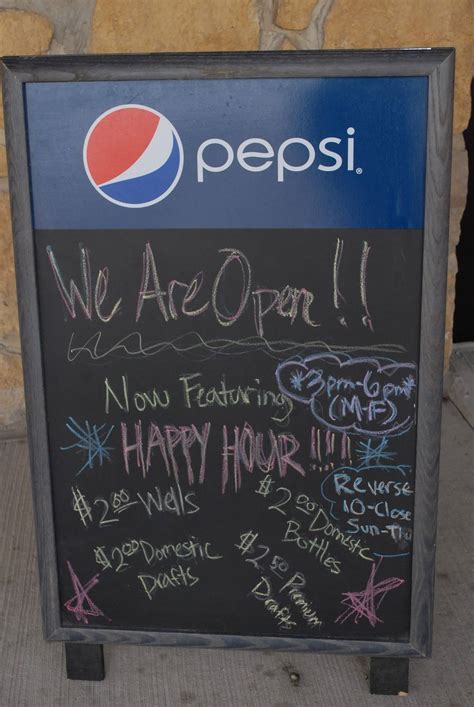 pepsi®
We Are Open!!
Now Featuring
*3pm-6pm*
(M-F)
HAPPY HOUR!!!!
Reverse
10-Close
Sun-Thu
$2.00 Wells
$2.00 Domestic
Bottles
$2.00 Domestic
Drafts
$2.50 Premium
Drafts